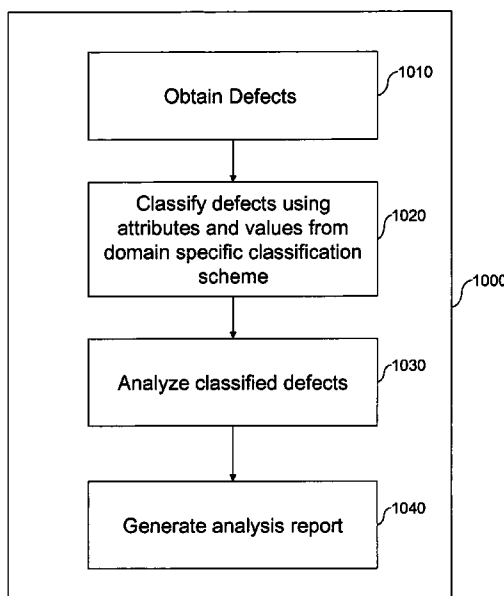 Obtain Defects
1010
Classify defects using
attributes and values from
domain specific classification
scheme
1020
1000
Analyze classified defects
1030
Generate analysis report
1040